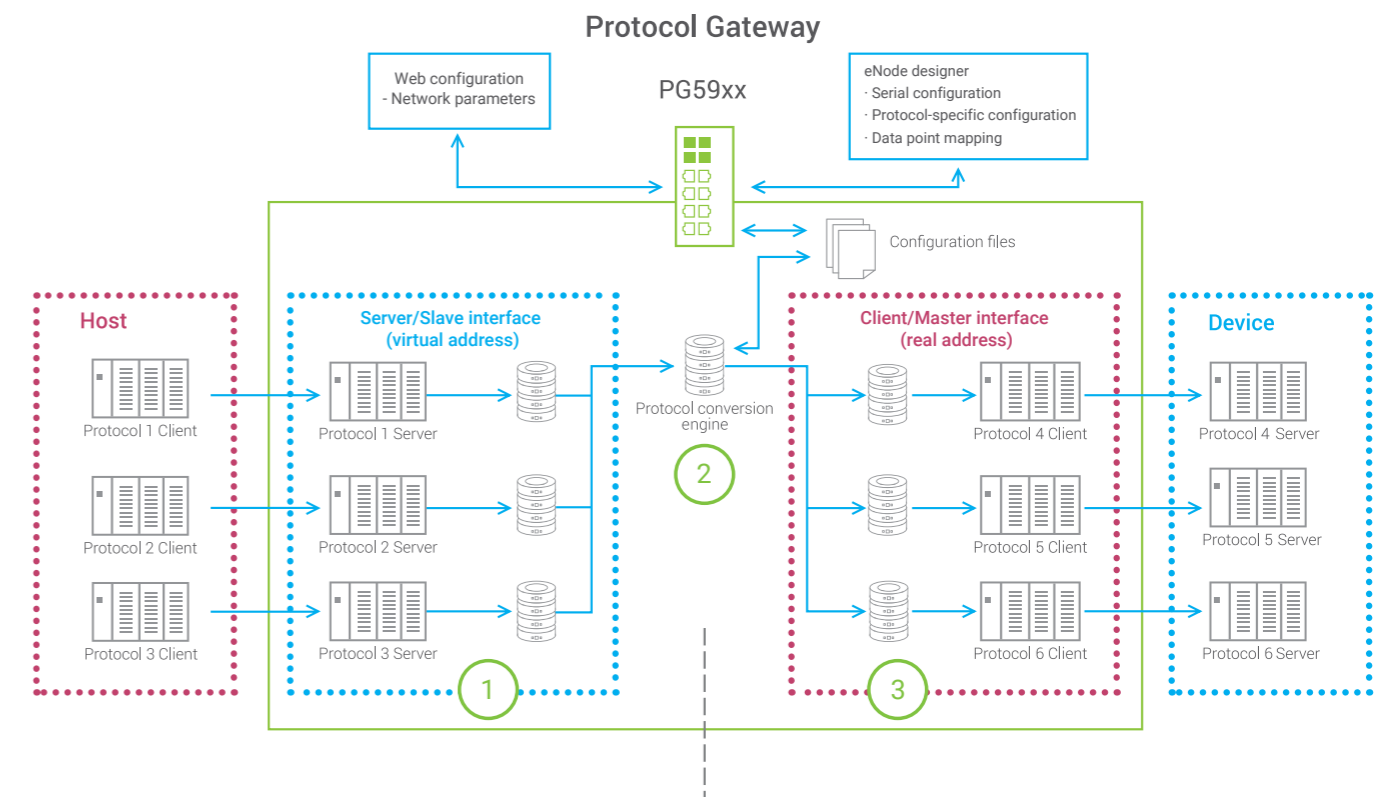 Protocol Gateway
Web configuration
- Network parameters
PG59xx
eNode designer
· Serial configuration
· Protocol-specific configuration
· Data point mapping
Configuration files
Host
Protocol 1 Client
Protocol 2 Client
Protocol 3 Client
Server/Slave interface
(virtual address)
Protocol 1 Server
Protocol 2 Server
Protocol 3 Server
1
Protocol conversion
engine
2
Client/Master interface
(real address)
Protocol 4 Client
Protocol 5 Client
Protocol 6 Client
3
Device
Protocol 4 Server
Protocol 5 Server
Protocol 6 Server